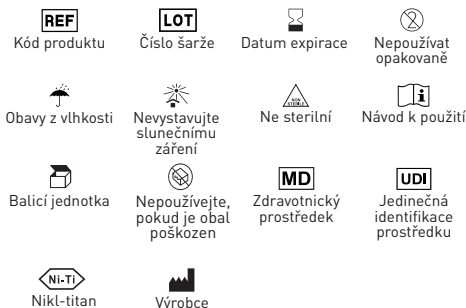 REF
LOT
Kód produktu
Číslo šarže
Datum expirace
Nepoužívat
opakovaně
2
NON
STERILE
i
Obavy z vlhkosti
Nevystavujte
slunečnímu
záření
Ne sterilní
Návod k použití
MD
UDI
Balicí jednotka
Nepoužívejte,
pokud je obal
poškozen
Zdravotnický
prostředek
Jedinečná
identifikace
prostředku
Ni-Ti
Nikl-titan
Výrobce